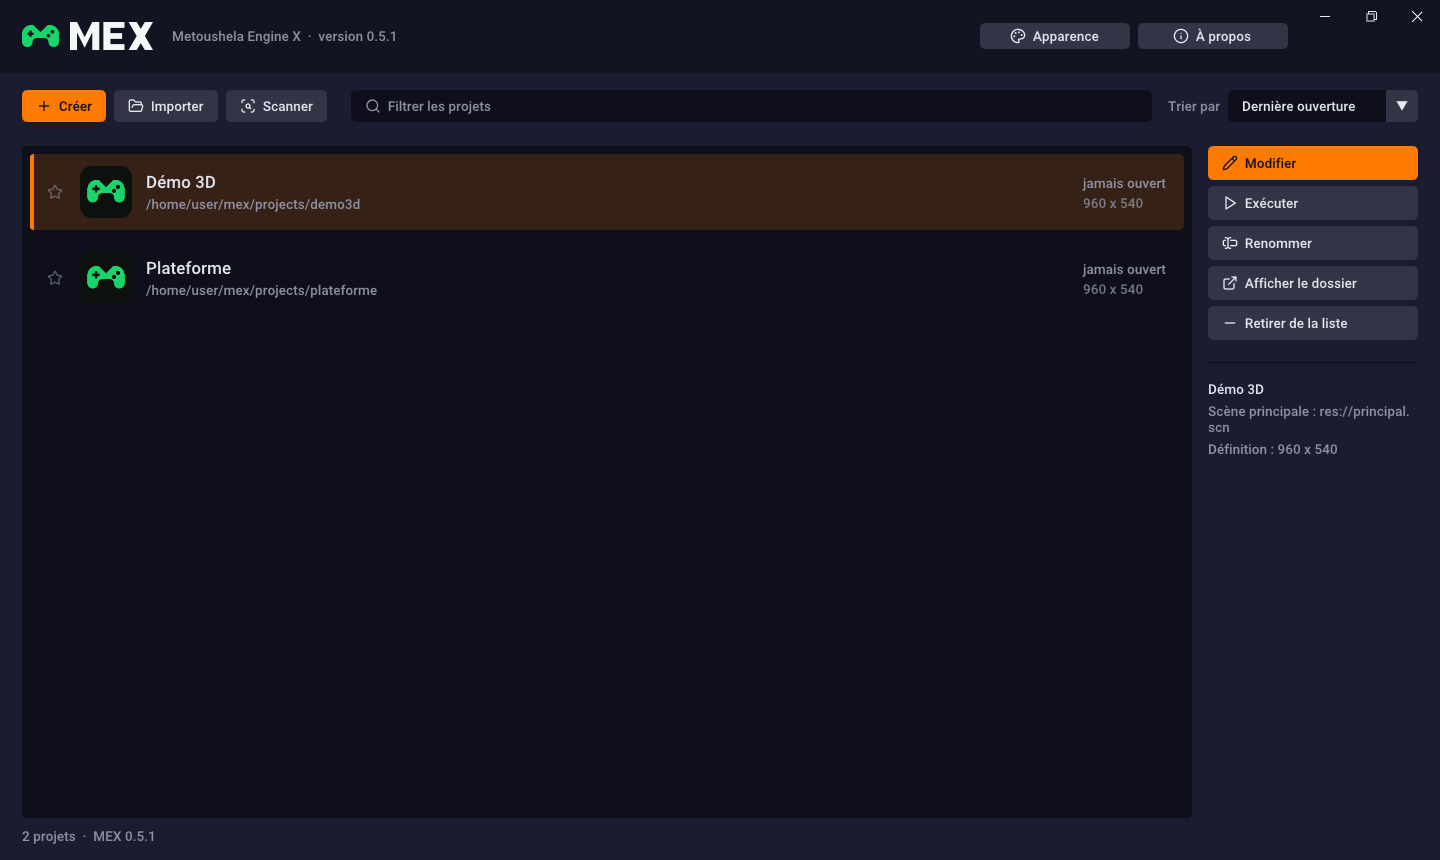 MEX
Metoushela Engine X · version 0.5.1
Apparence
À propos
Créer
Importer
Scanner
Filtrer les projets
Trier par
Dernière ouverture
Démo 3D
/home/user/mex/projects/demo3d
jamais ouvert
960 x 540
Plateforme
/home/user/mex/projects/plateforme
jamais ouvert
960 x 540
Modifier
Exécuter
Renommer
Afficher le dossier
Retirer de la liste
Démo 3D
Scène principale : res://principal.
scn
Définition : 960 x 540
2 projets · MEX 0.5.1